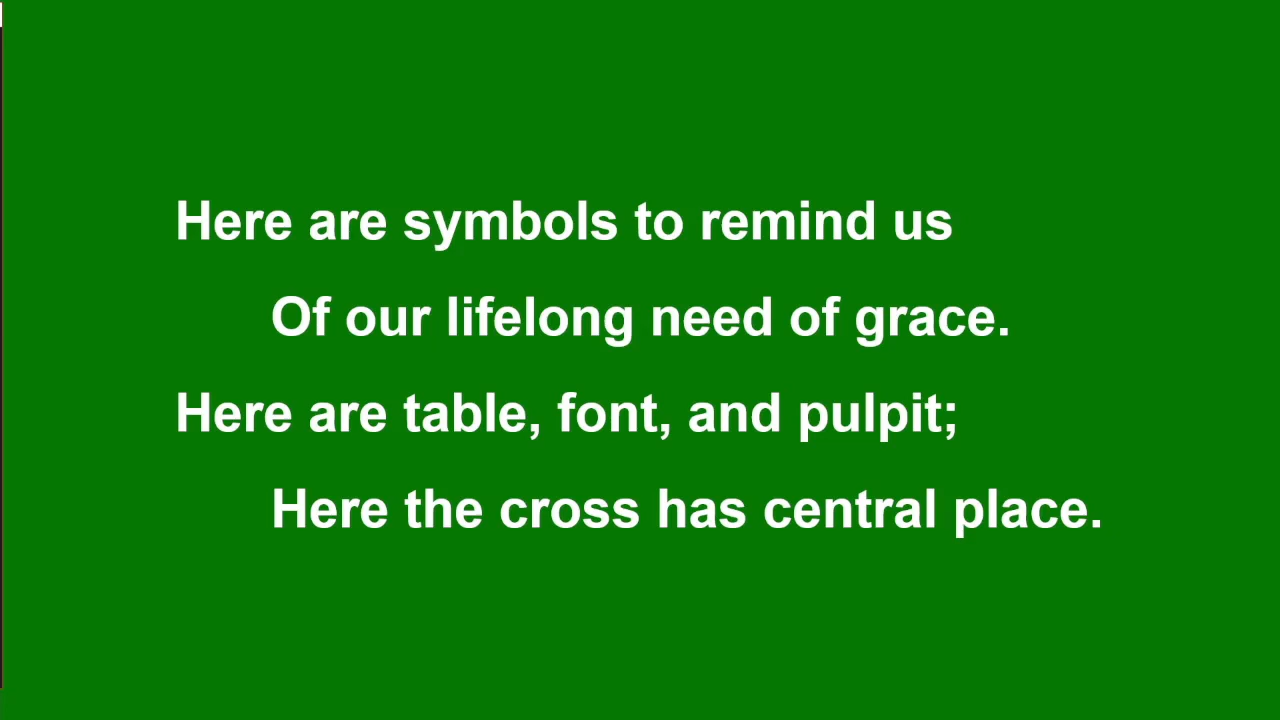 Here are symbols to remind us
Of our lifelong need of grace.
Here are table, font, and pulpit;
Here the cross has central place.